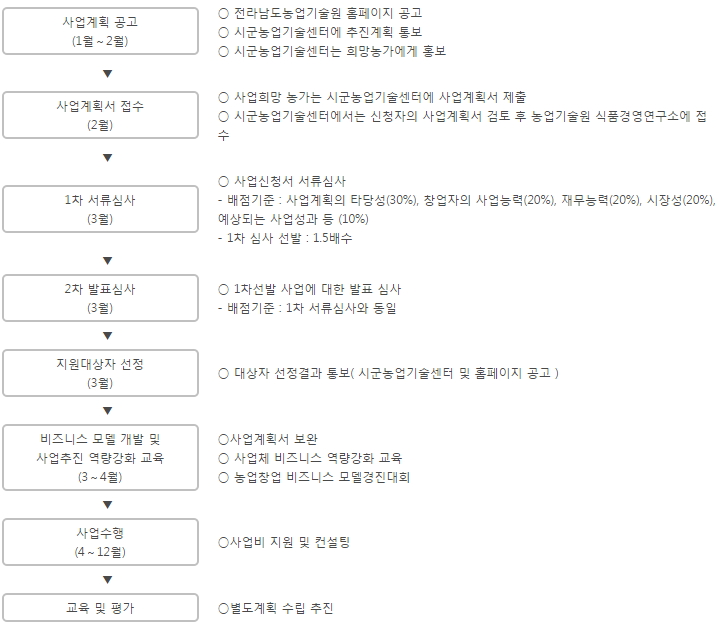 사업계획 공고
(1월 ~ 2월)
○ 전라남도농업기술원 홈페이지 공고
○ 시군농업기술센터에 추진계획 통보
○ 시군농업기술센터는 희망농가에게 홍보
▼
사업계획서 접수
(2월)
○ 사업희망 농가는 시군농업기술센터에 사업계획서 제출
○ 시군농업기술센터에서는 신청자의 사업계획서 검토 후 농업기술원 식품경영연구소에 접
수
▼
1차 서류심사
(3월)
○ 사업신청서 서류심사
- 배점기준 : 사업계획의 타당성(30%), 창업자의 사업능력(20%), 재무능력(20%), 시장성(20%),
예상되는 사업성과 등 (10%)
- 1차 심사 선발 : 1.5배수
▼
2차 발표심사
(3월)
○ 1차선발 사업에 대한 발표 심사
- 배점기준 : 1차 서류심사와 동일
▼
지원대상자 선정
(3월)
○ 대상자 선정결과 통보( 시군농업기술센터 및 홈페이지 공고 )
▼
비즈니스 모델 개발 및
사업추진 역량강화 교육
(3 ~ 4월)
○사업계획서 보완
○ 사업체 비즈니스 역량강화 교육
○ 농업창업 비즈니스 모델경진대회
▼
사업수행
(4 ~ 12월)
○사업비 지원 및 컨설팅
▼
교육 및 평가
○별도계획 수립 추진